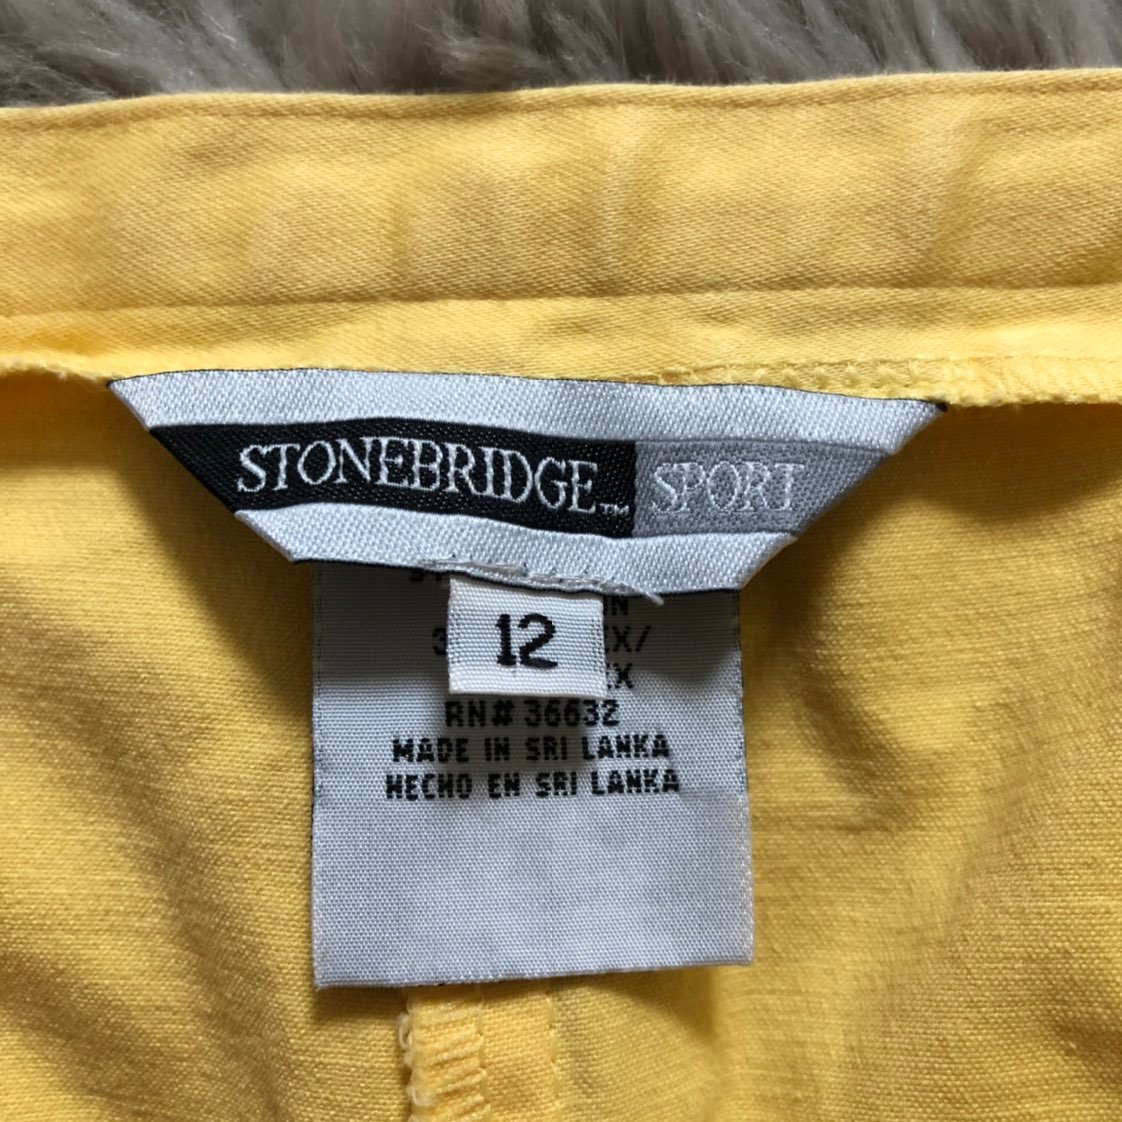 STONEBRIDGE™ SPORT
12
RN# 36632
MADE IN SRI LANKA
HECHO EN SRI LANKA